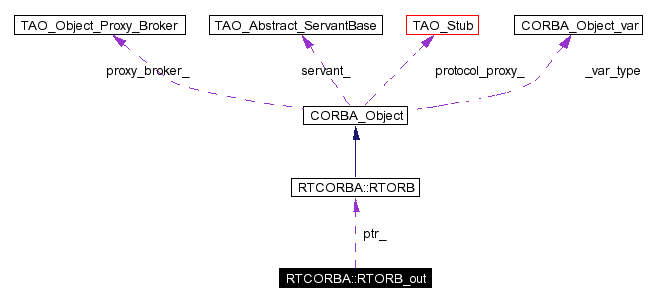 TAO_Object_Proxy_Broker
TAO_Abstract_ServantBase
TAO_Stub
CORBA_Object_var
proxy_broker_
servant_
protocol_proxy_
_var_type
CORBA_Object
RTCORBA::RTORB
ptr_
RTCORBA::RTORB_out